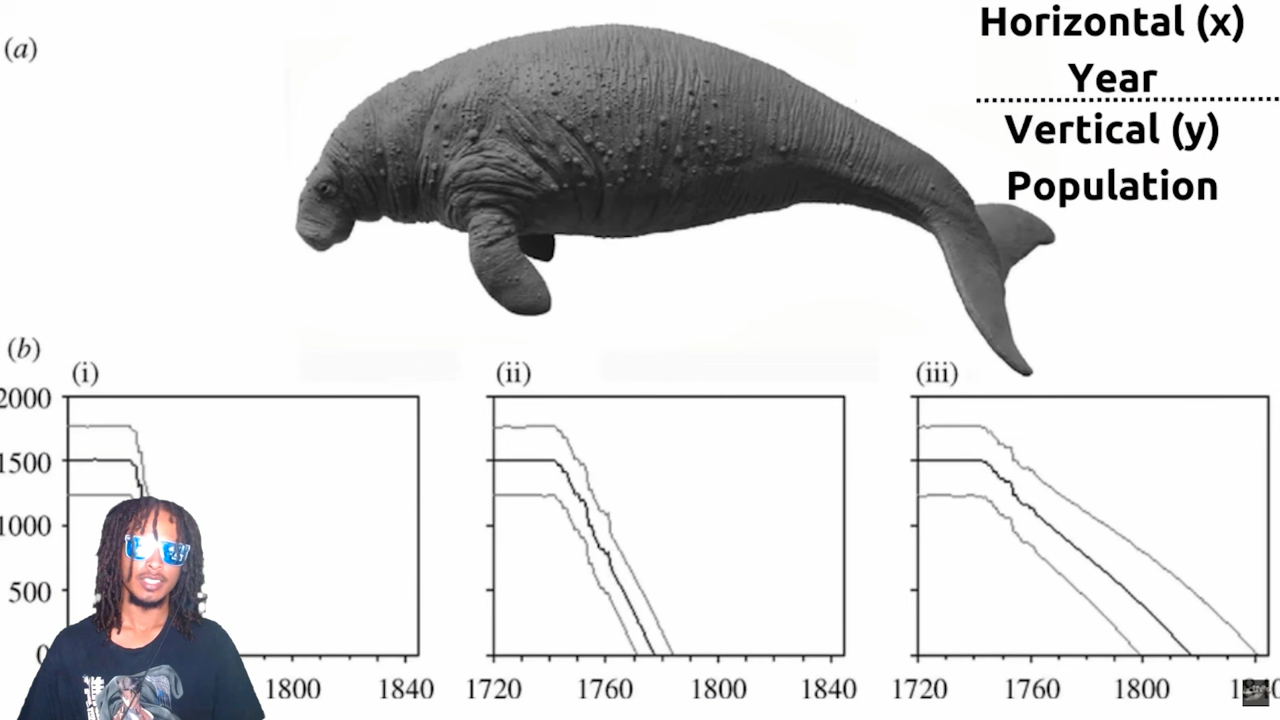 (a)
Horizontal (x)
Year
Vertical (y)
Population
(b)
(i)
(ii)
(iii)
2000
1500
1000
500
0
1800 1840
1720 1760 1800 1840
1720 1760 1800